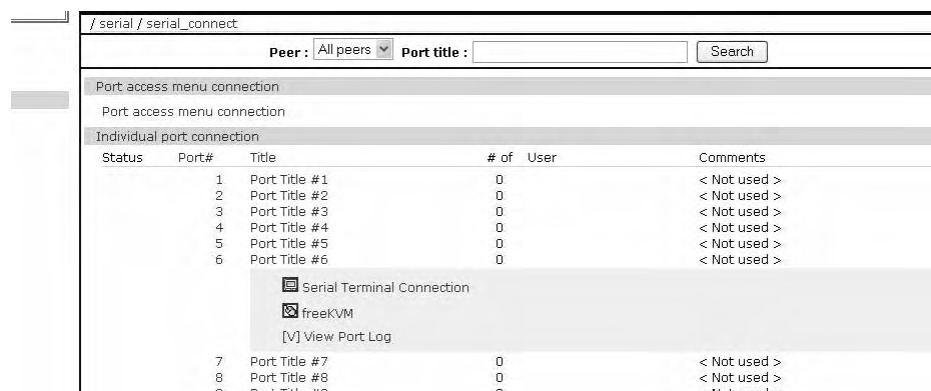 / serial / serial_connect
Peer : All peers Port title : Search
Port access menu connection
Port access menu connection
Individual port connection
Status Port# Title # of User Comments
1 Port Title #1 0 < Not used >
2 Port Title #2 0 < Not used >
3 Port Title #3 0 < Not used >
4 Port Title #4 0 < Not used >
5 Port Title #5 0 < Not used >
6 Port Title #6 0 < Not used >
Serial Terminal Connection
freeKVM
[V] View Port Log
7 Port Title #7 0 < Not used >
8 Port Title #8 0 < Not used >